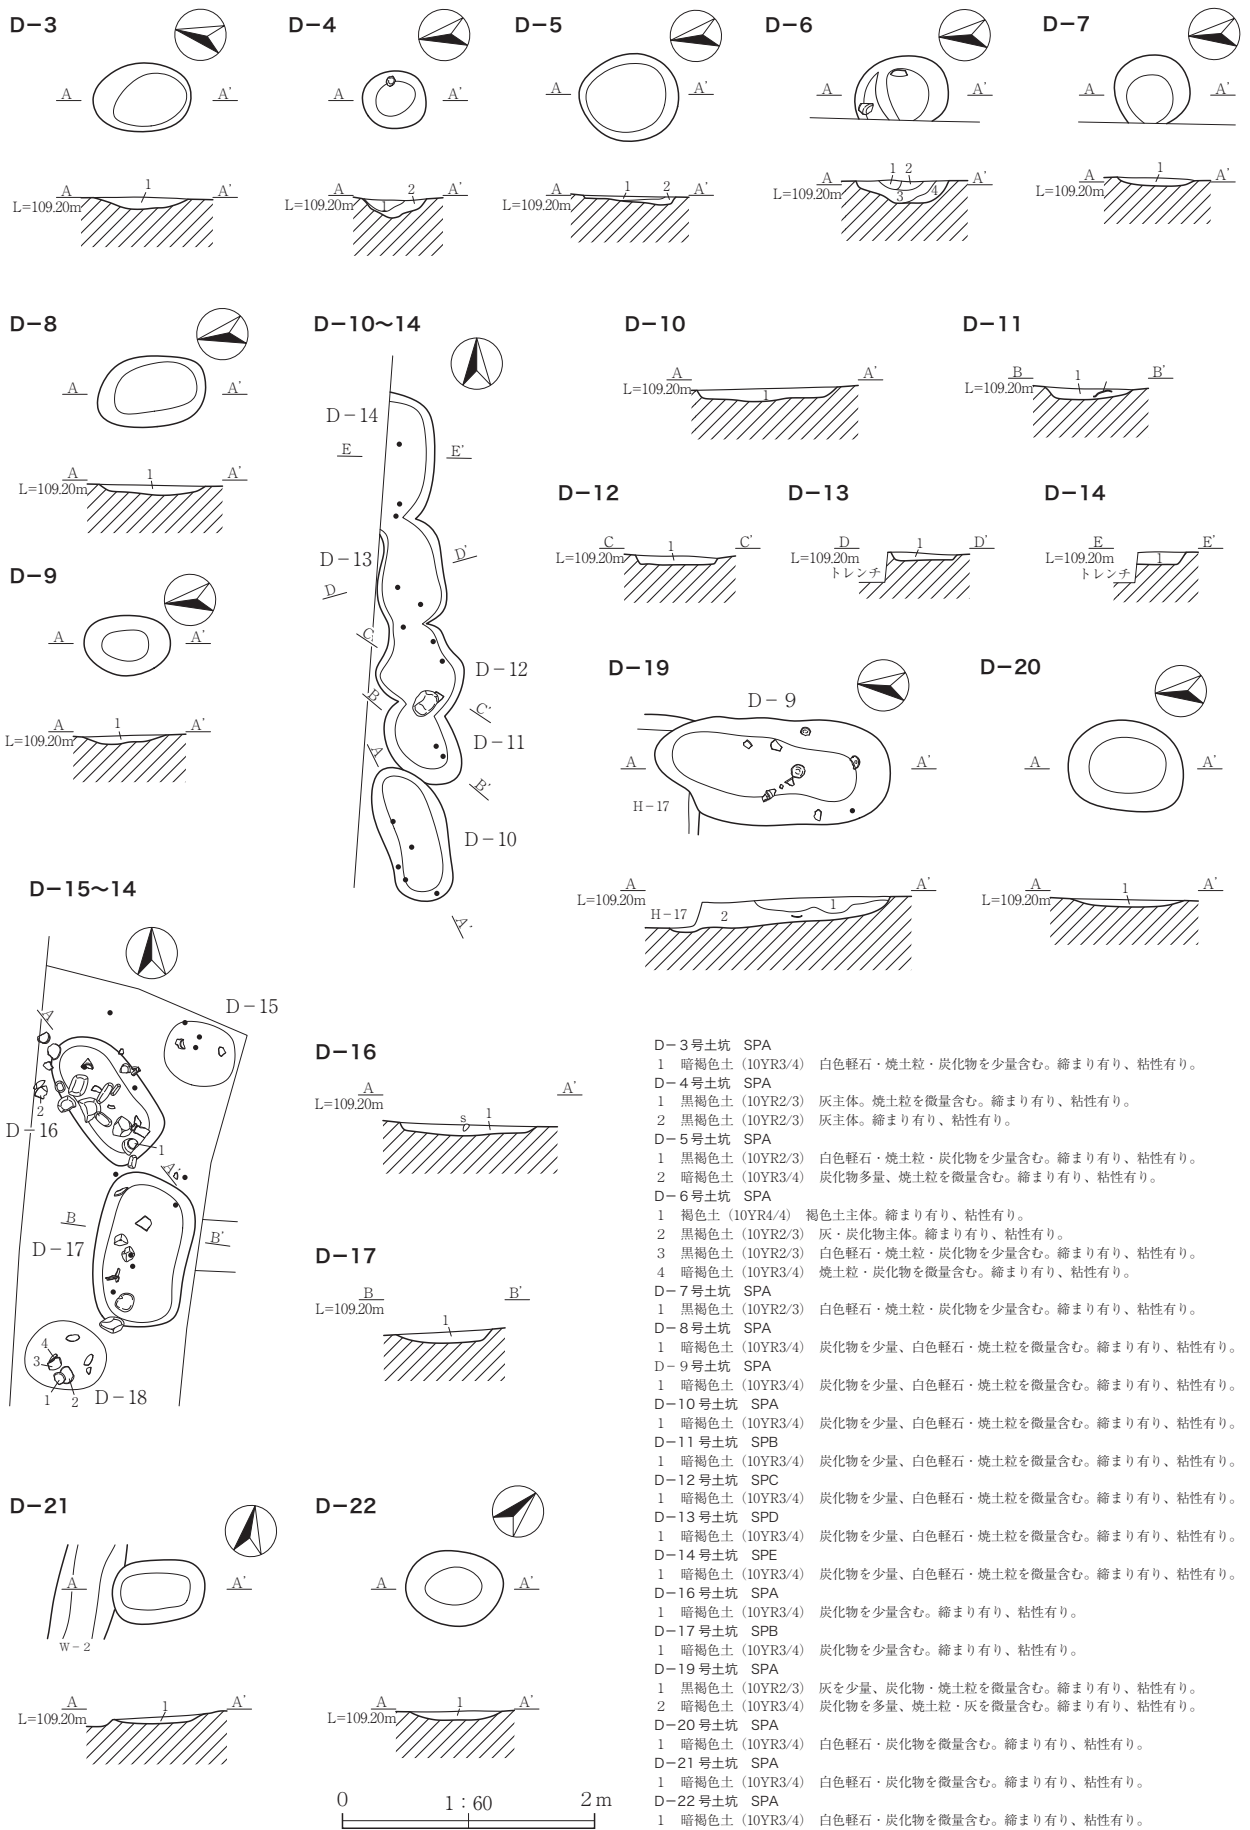 D−3
D−4
D−5
D−6
D−7
A A'
A A'
A A'
A A'
A A'
A 1 A'
L=109.20m
A 2 A'
L=109.20m
1
A 1 2 A'
L=109.20m
A 1 2 A'
L=109.20m
3 4
A 1 A'
L=109.20m
D−8
A A'
A 1 A'
L=109.20m
D−9
A A'
A 1 A'
L=109.20m
D−10〜14
D−14
E E'
D−13
D D'
C
D−12
B C'
D−11
A B'
D−10
A'
D−10
A A'
L=109.20m
1
D−11
B 1 B'
L=109.20m
D−12
C 1 C'
L=109.20m
D−13
D 1 D'
L=109.20m
トレンチ
D−14
E E'
L=109.20m
1
トレンチ
D−19
D−9
A A'
H−17
A A'
L=109.20m
H−17 2 1
D−20
A A'
A 1 A'
L=109.20m
D−15〜14
D−15
A
2
D−16
1
A'
B
D−17
B'
4
3
1 2 D−18
D−16
A A'
L=109.20m
s 1
D−17
B B'
L=109.20m
1
D−21
A A'
W−2
A 1 A'
L=109.20m
D−22
A A'
A 1 A'
L=109.20m
0 1：60 2m
D−3号土坑 SPA
1 暗褐色土（10YR3/4） 白色軽石・焼土粒・炭化物を少量含む。締まり有り、粘性有り。
D−4号土坑 SPA
1 黒褐色土（10YR2/3） 灰主体。焼土粒を微量含む。締まり有り、粘性有り。
2 黒褐色土（10YR2/3） 灰主体。締まり有り、粘性有り。
D−5号土坑 SPA
1 黒褐色土（10YR2/3） 白色軽石・焼土粒・炭化物を少量含む。締まり有り、粘性有り。
2 暗褐色土（10YR3/4） 炭化物多量、焼土粒を微量含む。締まり有り、粘性有り。
D−6号土坑 SPA
1 褐色土（10YR4/4） 褐色土主体。締まり有り、粘性有り。
2 黒褐色土（10YR2/3） 灰・炭化物主体。締まり有り、粘性有り。
3 黒褐色土（10YR2/3） 白色軽石・焼土粒・炭化物を少量含む。締まり有り、粘性有り。
4 暗褐色土（10YR3/4） 焼土粒・炭化物を微量含む。締まり有り、粘性有り。
D−7号土坑 SPA
1 黒褐色土（10YR2/3） 白色軽石・焼土粒・炭化物を少量含む。締まり有り、粘性有り。
D−8号土坑 SPA
1 暗褐色土（10YR3/4） 炭化物を少量、白色軽石・焼土粒を微量含む。締まり有り、粘性有り。
D−9号土坑 SPA
1 暗褐色土（10YR3/4） 炭化物を少量、白色軽石・焼土粒を微量含む。締まり有り、粘性有り。
D−10号土坑 SPA
1 暗褐色土（10YR3/4） 炭化物を少量、白色軽石・焼土粒を微量含む。締まり有り、粘性有り。
D−11号土坑 SPB
1 暗褐色土（10YR3/4） 炭化物を少量、白色軽石・焼土粒を微量含む。締まり有り、粘性有り。
D−12号土坑 SPC
1 暗褐色土（10YR3/4） 炭化物を少量、白色軽石・焼土粒を微量含む。締まり有り、粘性有り。
D−13号土坑 SPD
1 暗褐色土（10YR3/4） 炭化物を少量、白色軽石・焼土粒を微量含む。締まり有り、粘性有り。
D−14号土坑 SPE
1 暗褐色土（10YR3/4） 炭化物を少量、白色軽石・焼土粒を微量含む。締まり有り、粘性有り。
D−16号土坑 SPA
1 暗褐色土（10YR3/4） 炭化物を少量含む。締まり有り、粘性有り。
D−17号土坑 SPB
1 暗褐色土（10YR3/4） 炭化物を少量含む。締まり有り、粘性有り。
D−19号土坑 SPA
1 黒褐色土（10YR2/3） 灰を少量、炭化物・焼土粒を微量含む。締まり有り、粘性有り。
2 暗褐色土（10YR3/4） 炭化物を多量、焼土粒・灰を微量含む。締まり有り、粘性有り。
D−20号土坑 SPA
1 暗褐色土（10YR3/4） 白色軽石・炭化物を微量含む。締まり有り、粘性有り。
D−21号土坑 SPA
1 暗褐色土（10YR3/4） 白色軽石・炭化物を微量含む。締まり有り、粘性有り。
D−22号土坑 SPA
1 暗褐色土（10YR3/4） 白色軽石・炭化物を微量含む。締まり有り、粘性有り。